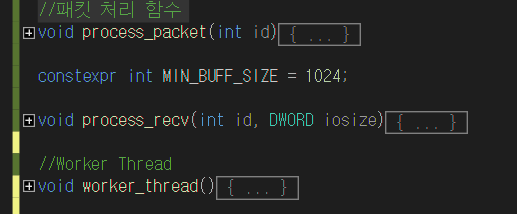 //패킷 처리 함수
void process_packet(int id) { ... }
constexpr int MIN_BUFF_SIZE = 1024;
void process_recv(int id, DWORD iosize) { ... }
//Worker Thread
void worker_thread() { ... }